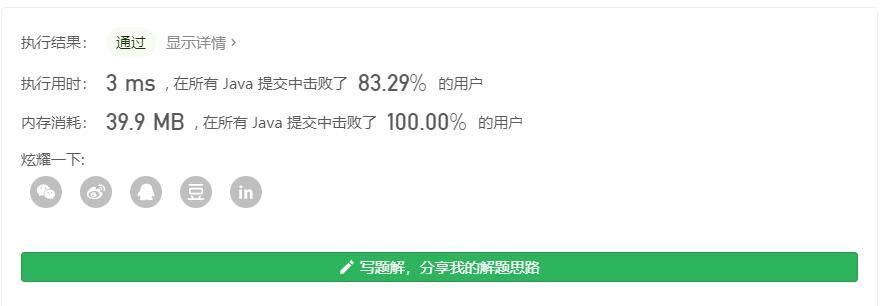 执行结果： 通过 显示详情 ›
执行用时： 3 ms , 在所有 Java 提交中击败了 83.29% 的用户
内存消耗： 39.9 MB , 在所有 Java 提交中击败了 100.00% 的用户
炫耀一下:
豆 in
写题解，分享我的解题思路